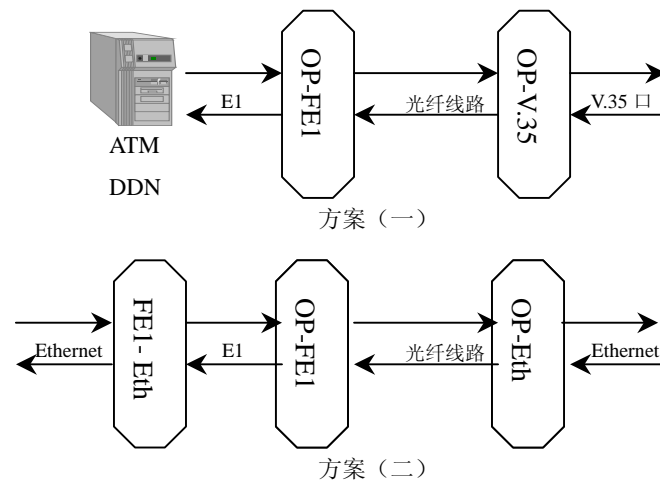 OP-FE1
OP-V.35
E1
光纤线路
V.35 口
ATM
DDN
方案（一）
FE1- Eth
OP-FE1
OP-Eth
Ethernet
E1
光纤线路
Ethernet
方案（二）